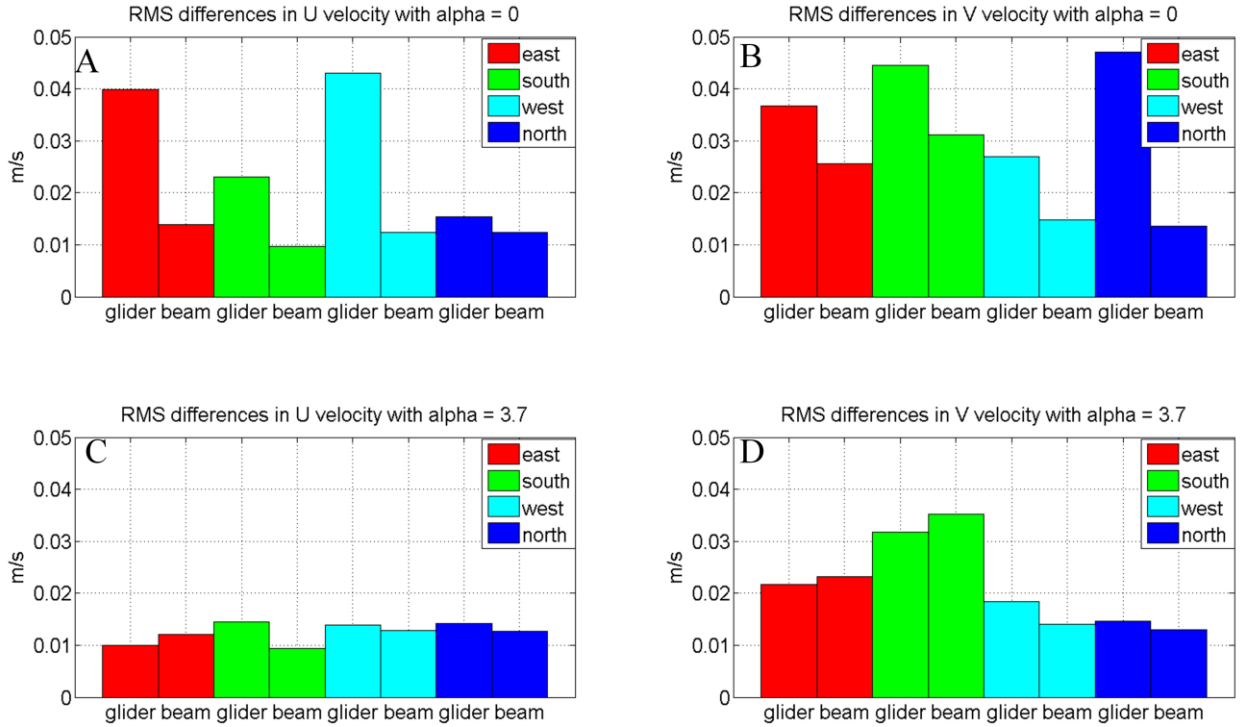 RMS differences in U velocity with alpha = 0
A
0.05
0.04
0.03
0.02
0.01
0
m/s
east
south
west
north
glider beam glider beam glider beam glider beam
RMS differences in V velocity with alpha = 0
B
0.05
0.04
0.03
0.02
0.01
0
m/s
east
south
west
north
glider beam glider beam glider beam glider beam
RMS differences in U velocity with alpha = 3.7
C
0.05
0.04
0.03
0.02
0.01
0
m/s
east
south
west
north
glider beam glider beam glider beam glider beam
RMS differences in V velocity with alpha = 3.7
D
0.05
0.04
0.03
0.02
0.01
0
m/s
east
south
west
north
glider beam glider beam glider beam glider beam